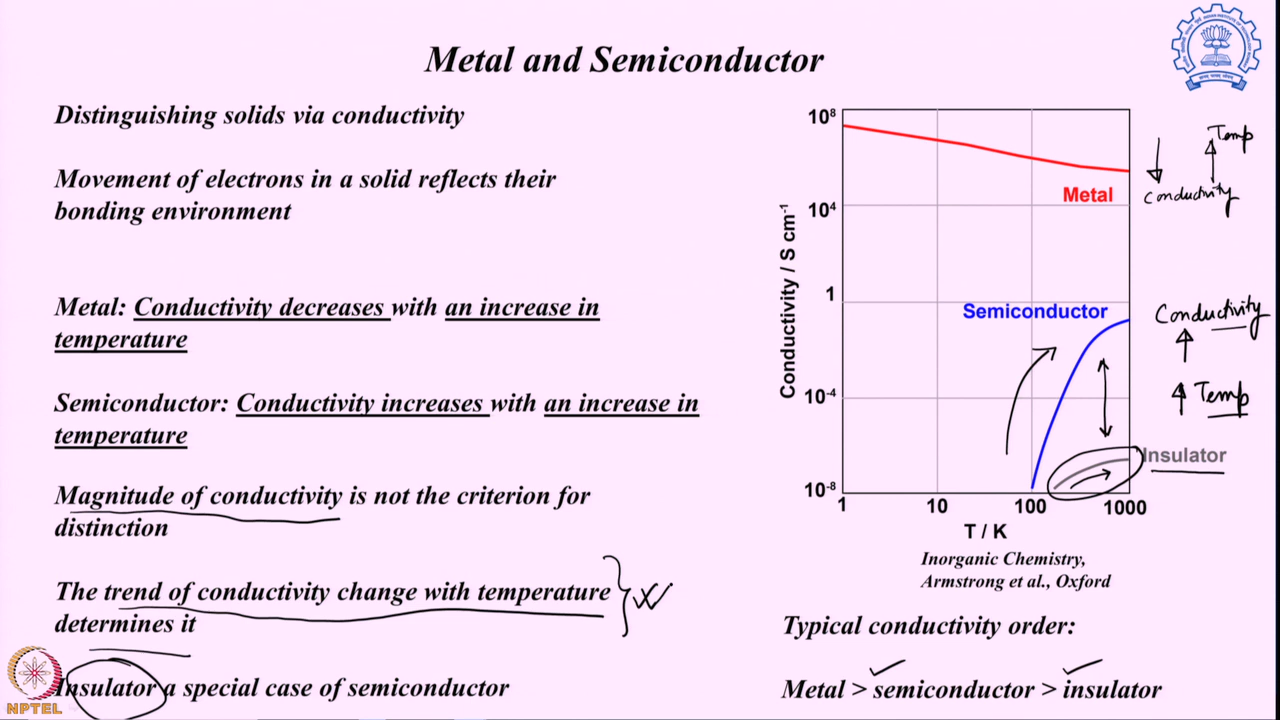 Metal and Semiconductor
Distinguishing solids via conductivity
Movement of electrons in a solid reflects their
bonding environment
Metal: Conductivity decreases with an increase in
temperature
Semiconductor: Conductivity increases with an increase in
temperature
Magnitude of conductivity is not the criterion for
distinction
The trend of conductivity change with temperature
determines it
Insulator a special case of semiconductor
NPTEL
Conductivity / S cm⁻¹
10⁸
10⁴
1
10⁻⁴
10⁻⁸
Metal
Semiconductor
Insulator
1
10
100
1000
T / K
Temp
Conductivity
Conductivity
Temp
Inorganic Chemistry,
Armstrong et al., Oxford
Typical conductivity order:
Metal > semiconductor > insulator